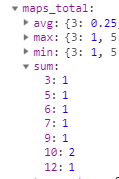 maps_total:
avg: {3: 0.25,
max: {3: 1, 5
min: {3: 1, 5
sum:
3: 1
5: 1
6: 1
7: 1
9: 1
10: 2
12: 1